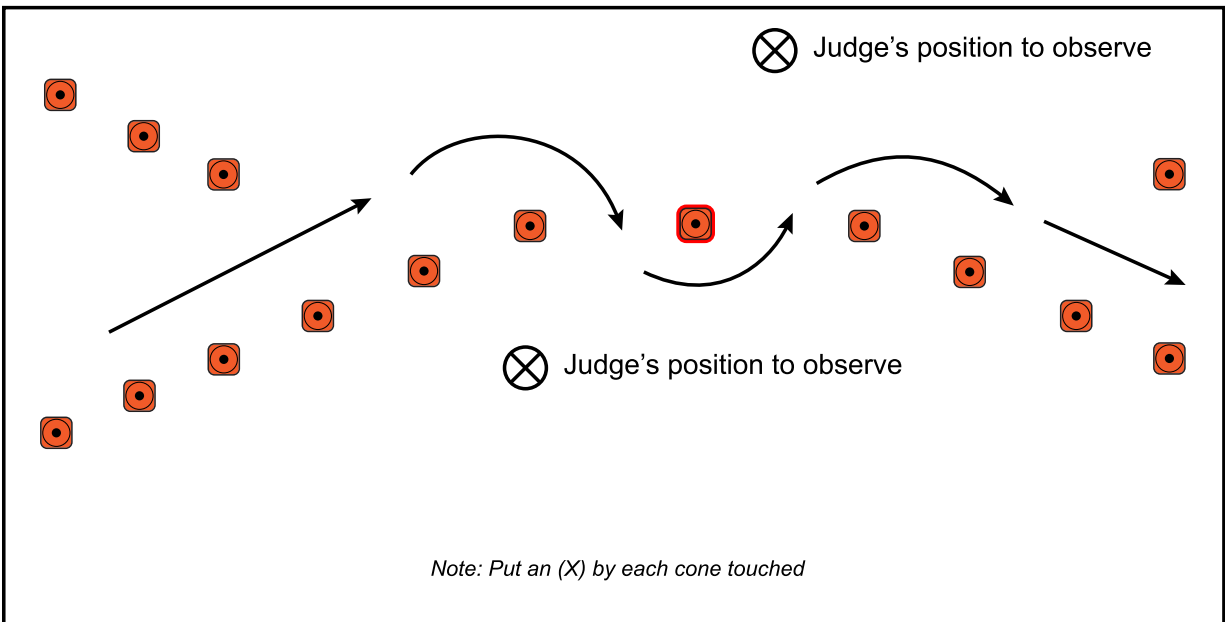 Judge’s position to observe
Judge’s position to observe
Note: Put an (X) by each cone touched